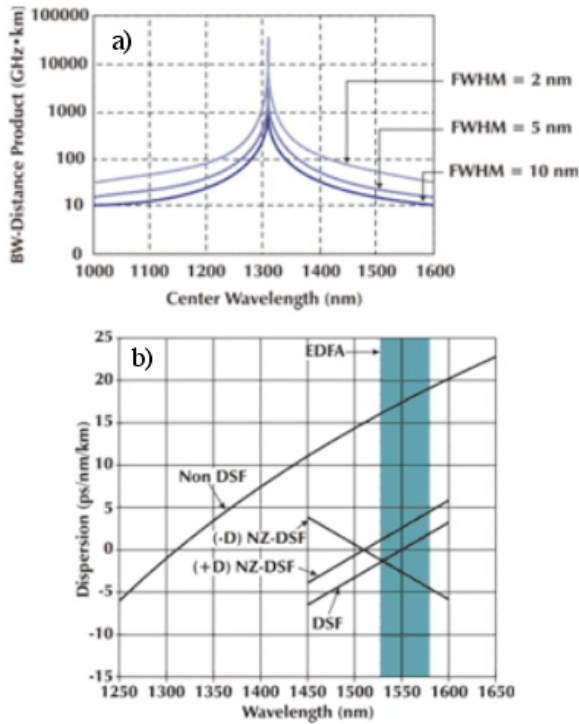 a)
BW-Distance Product (GHz•km)
100000
10000
1000
100
10
0
FWHM = 2 nm
FWHM = 5 nm
FWHM = 10 nm
1000 1100 1200 1300 1400 1500 1600
Center Wavelength (nm)
b)
Dispersion (ps/nm/km)
25
20
15
10
5
0
-5
-10
-15
EDFA
Non DSF
(-D) NZ-DSF
(+D) NZ-DSF
DSF
1250 1300 1350 1400 1450 1500 1550 1600 1650
Wavelength (nm)